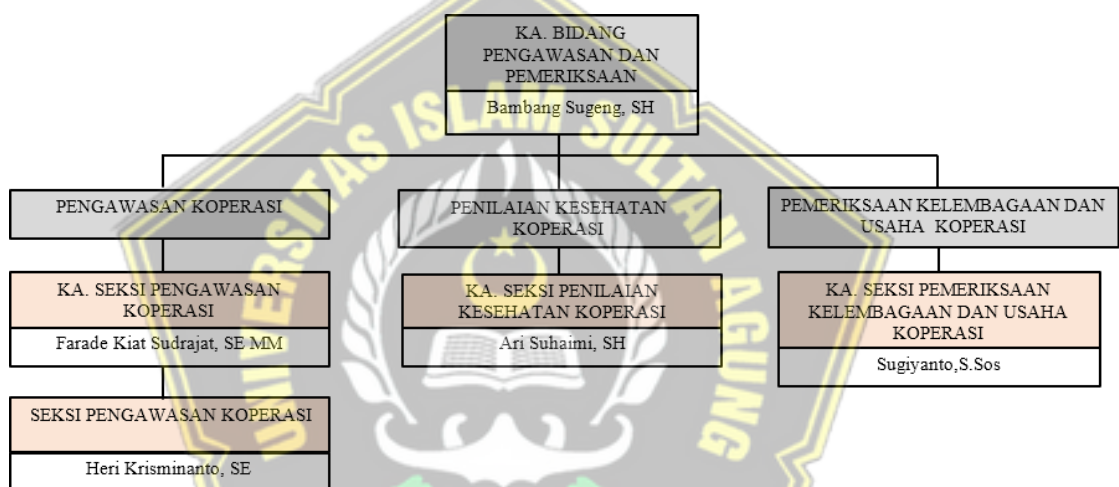 KA. BIDANG
PENGAWASAN DAN
PEMERIKSAAN
Bambang Sugeng, SH
PENGAWASAN KOPERASI
PENILAIAN KESEHATAN
KOPERASI
PEMERIKSAAN KELEMBAGAAN DAN
USAHA KOPERASI
KA. SEKSI PENGAWASAN
KOPERASI
Farade Kiat Sudrajat, SE MM
KA. SEKSI PENILAIAN
KESEHATAN KOPERASI
Ari Suhaimi, SH
KA. SEKSI PEMERIKSAAN
KELEMBAGAAN DAN USAHA
KOPERASI
Sugiyanto,S.Sos
SEKSI PENGAWASAN KOPERASI
Heri Krisminanto, SE
UNIVERSITAS ISLAM SULTAN AGUNG